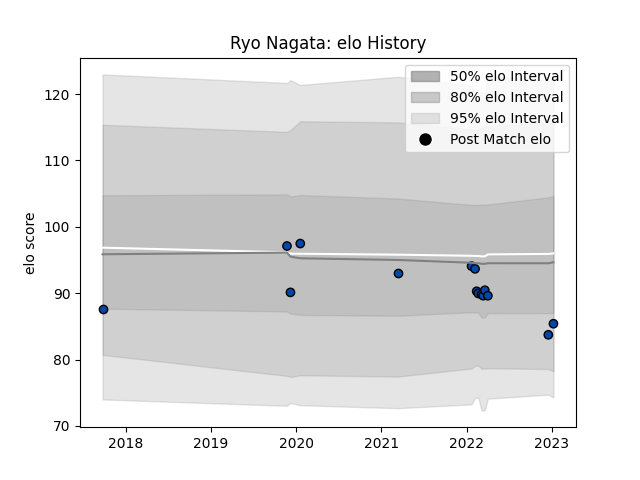 Ryo Nagata: elo History
50% elo Interval
80% elo Interval
95% elo Interval
Post Match elo
elo score
120
110
100
90
80
70
2018 2019 2020 2021 2022 2023